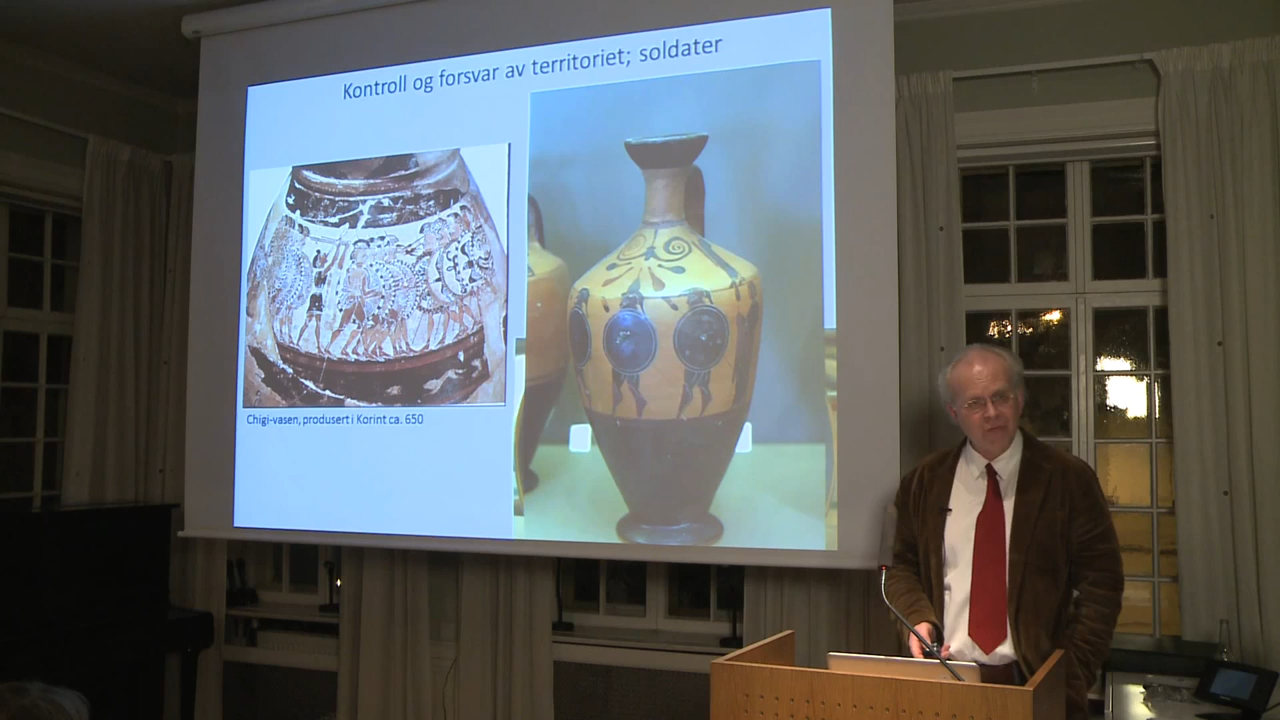 Kontroll og forsvar av territoriet; soldater
Chigi-vasen, produsert i Korint ca. 650